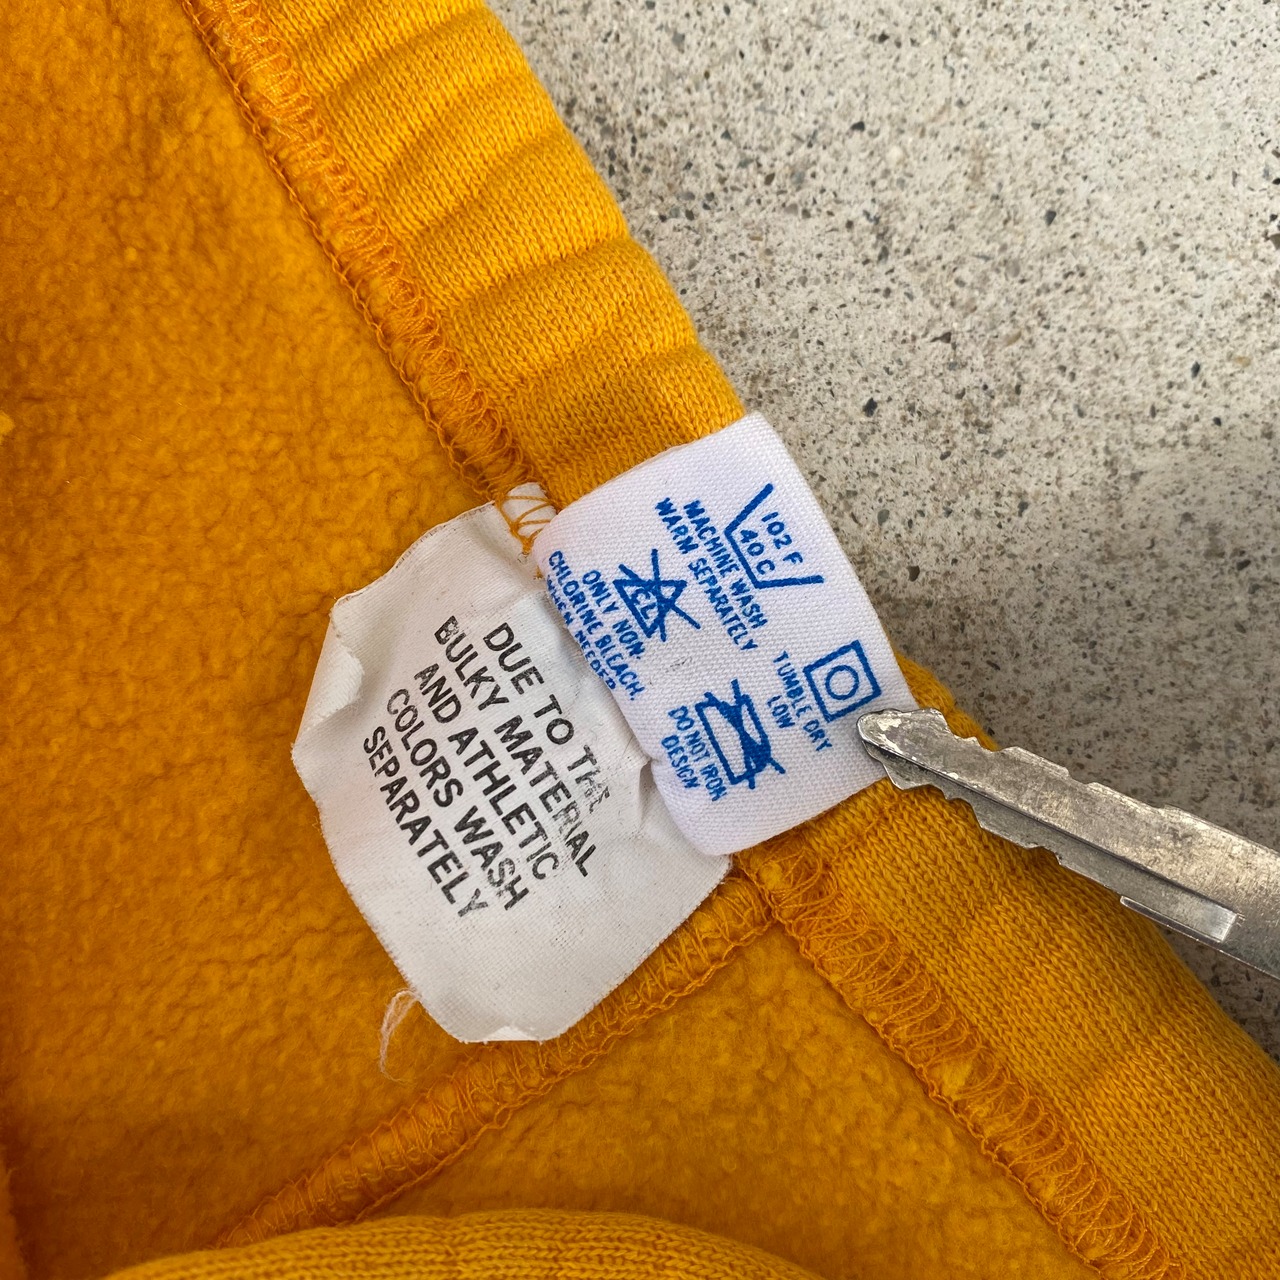 102 F
40 C
MACHINE WASH
WARM SEPARATELY
CL
ONLY NON.
CHLORINE BLEACH.
TUMBLE DRY
LOW
DO NOT IRON
DESIGN
DUE TO THE
BULKY MATERIAL
AND ATHLETIC
COLORS WASH
SEPARATELY